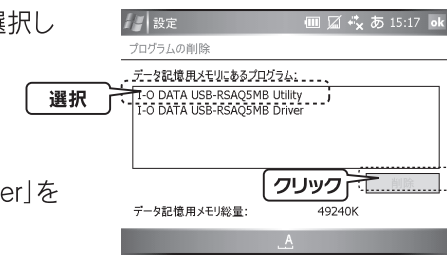 選択し
設定
あ 15:17 ok
プログラムの削除
データ記憶用メモリにあるプログラム:
選択
I-O DATA USB-RSAQ5MB Utility
I-O DATA USB-RSAQ5MB Driver
er」を
クリック
削除
データ記憶用メモリ総量: 49240K
A